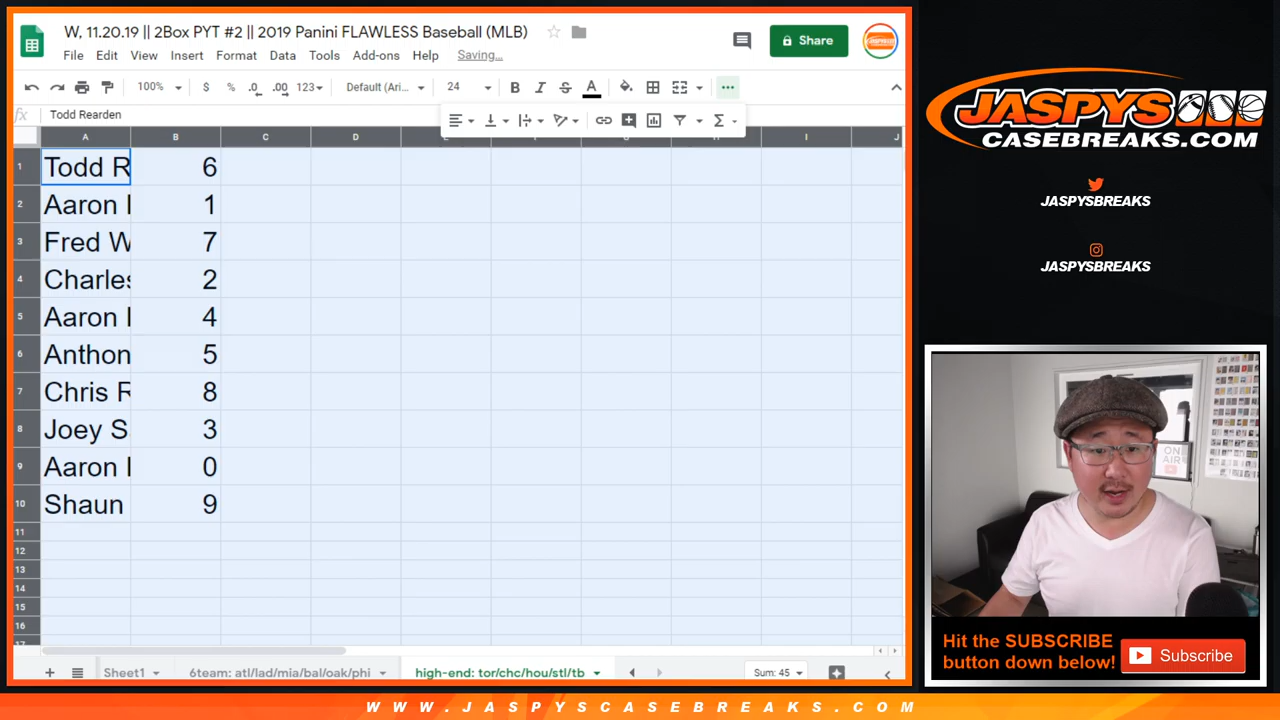 W, 11.20.19 || 2Box PYT #2 || 2019 Panini FLAWLESS Baseball (MLB)
File Edit View Insert Format Data Tools Add-ons Help Saving...
Share
100% $ % .0 .00 123 Default (Ari... 24 B I S A
fx Todd Rearden
A B C D E F G H I J
1 Todd R 6
2 Aaron 1
3 Fred W 7
4 Charles 2
5 Aaron 4
6 Anthon 5
7 Chris R 8
8 Joey S 3
9 Aaron 0
10 Shaun 9
11
12
13
14
15
16
17
Sheet1 6team: atl/lad/mia/bal/oak/phi high-end: tor/chc/hou/stl/tb Sum: 45
JASPYS
CASEBREAKS.COM
JASPYSBREAKS
JASPYSBREAKS
ON
AIR
Hit the SUBSCRIBE
button down below!
Subscribe
WWW.JASPYSCASEBREAKS.COM